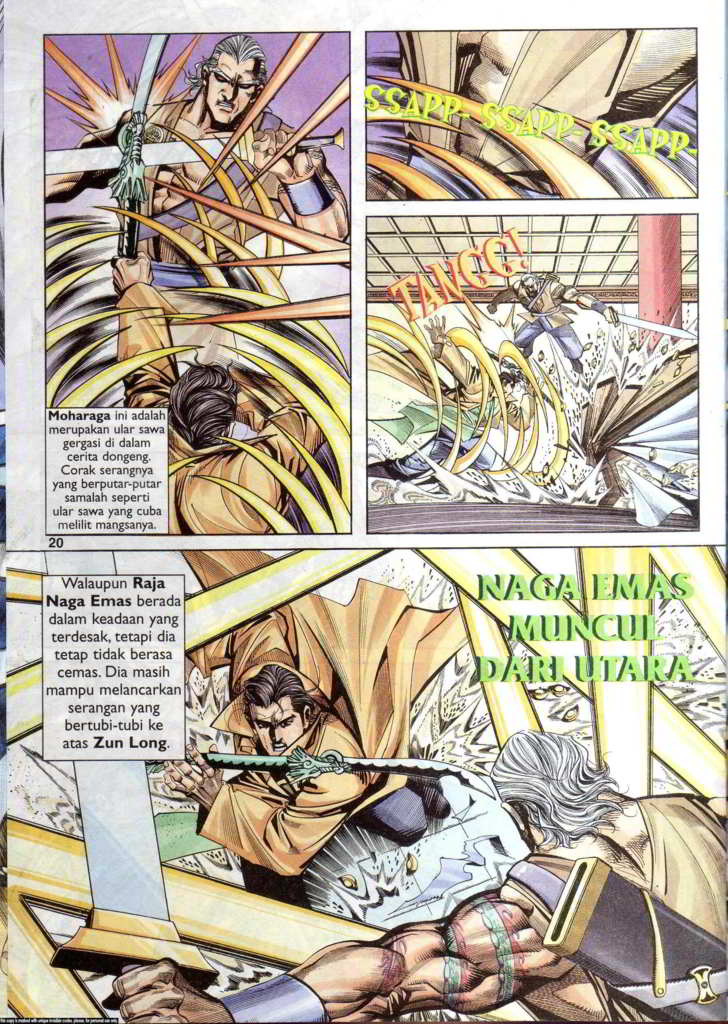 SSAPP- SSAPP- SSAPP-
TANGG!
Moharaga ini adalah
merupakan ular sawa
gergasi di dalam
cerita dongeng.
Corak serangnya
yang berputar-putar
samalah seperti
ular sawa yang cuba
melilit mangsanya.
20
Walaupun Raja
Naga Emas berada
dalam keadaan yang
terdesak, tetapi dia
tetap tidak berasa
cemas. Dia masih
mampu melancarkan
serangan yang
bertubi-tubi ke
atas Zun Long.
NAGA EMAS
MUNCUL
DARI UTARA